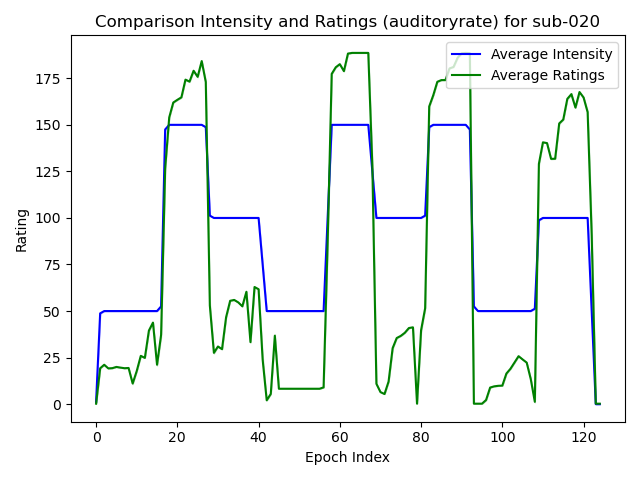 Comparison Intensity and Ratings (auditoryrate) for sub-020
Average Intensity
Average Ratings
Rating
175
150
125
100
75
50
25
0
0 20 40 60 80 100 120
Epoch Index